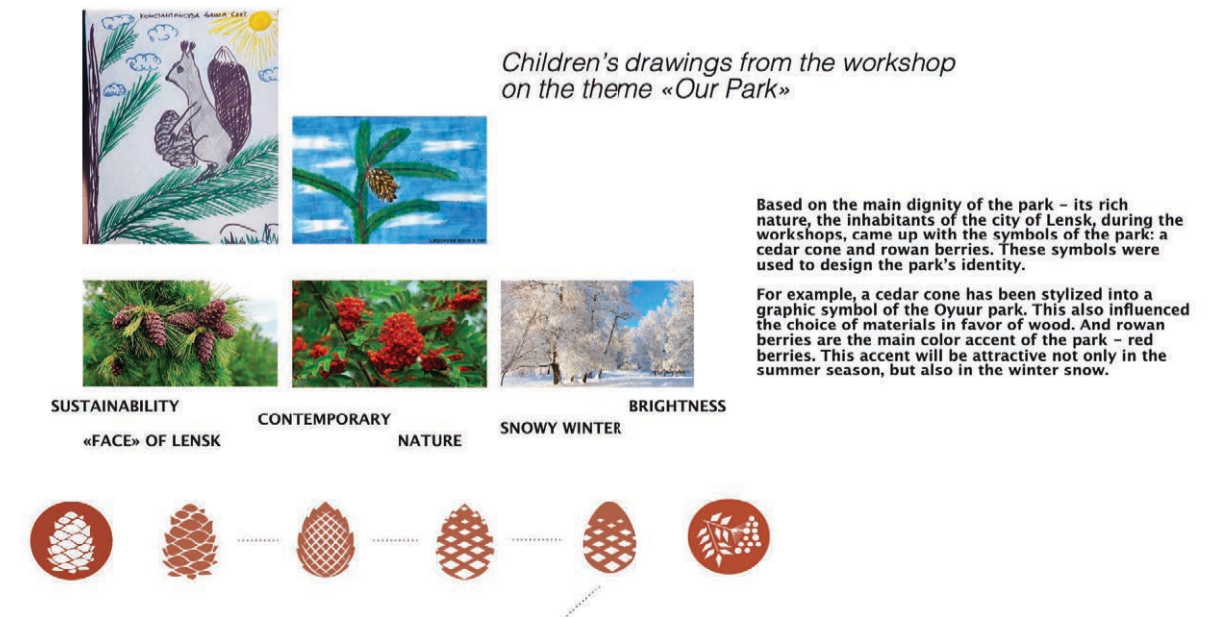 КОНСТАНТИНОВА
Children's drawings from the workshop
on the theme «Our Park»
Based on the main dignity of the park – its rich
nature, the inhabitants of the city of Lensk, during the
workshops, came up with the symbols of the park: a
cedar cone and rowan berries. These symbols were
used to design the park's identity.
For example, a cedar cone has been stylized into a
graphic symbol of the Oyuur park. This also influenced
the choice of materials in favor of wood. And rowan
berries are the main color accent of the park – red
berries. This accent will be attractive not only in the
summer season, but also in the winter snow.
SUSTAINABILITY
«FACE» OF LENSK
CONTEMPORARY
NATURE
SNOWY WINTER
BRIGHTNESS